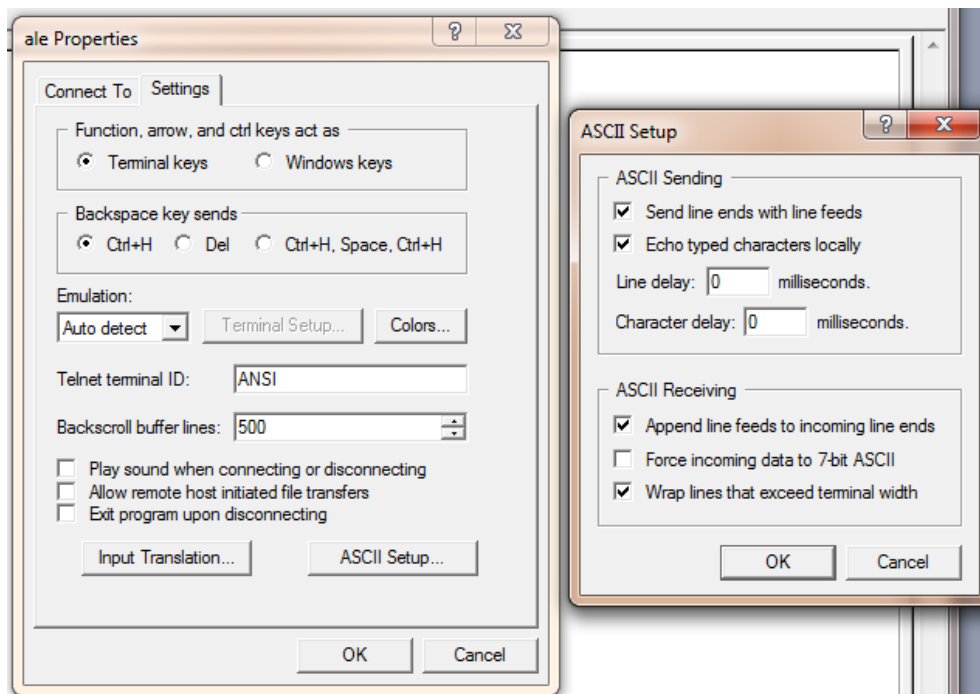 ale Properties
Connect To Settings
Function, arrow, and ctrl keys act as
Terminal keys Windows keys
Backspace key sends
Ctrl+H Del Ctrl+H, Space, Ctrl+H
Emulation:
Auto detect Terminal Setup... Colors...
Telnet terminal ID: ANSI
Backscroll buffer lines: 500
Play sound when connecting or disconnecting
Allow remote host initiated file transfers
Exit program upon disconnecting
Input Translation... ASCII Setup...
OK Cancel
ASCII Setup
ASCII Sending
Send line ends with line feeds
Echo typed characters locally
Line delay: 0 milliseconds.
Character delay: 0 milliseconds.
ASCII Receiving
Append line feeds to incoming line ends
Force incoming data to 7-bit ASCII
Wrap lines that exceed terminal width
OK Cancel